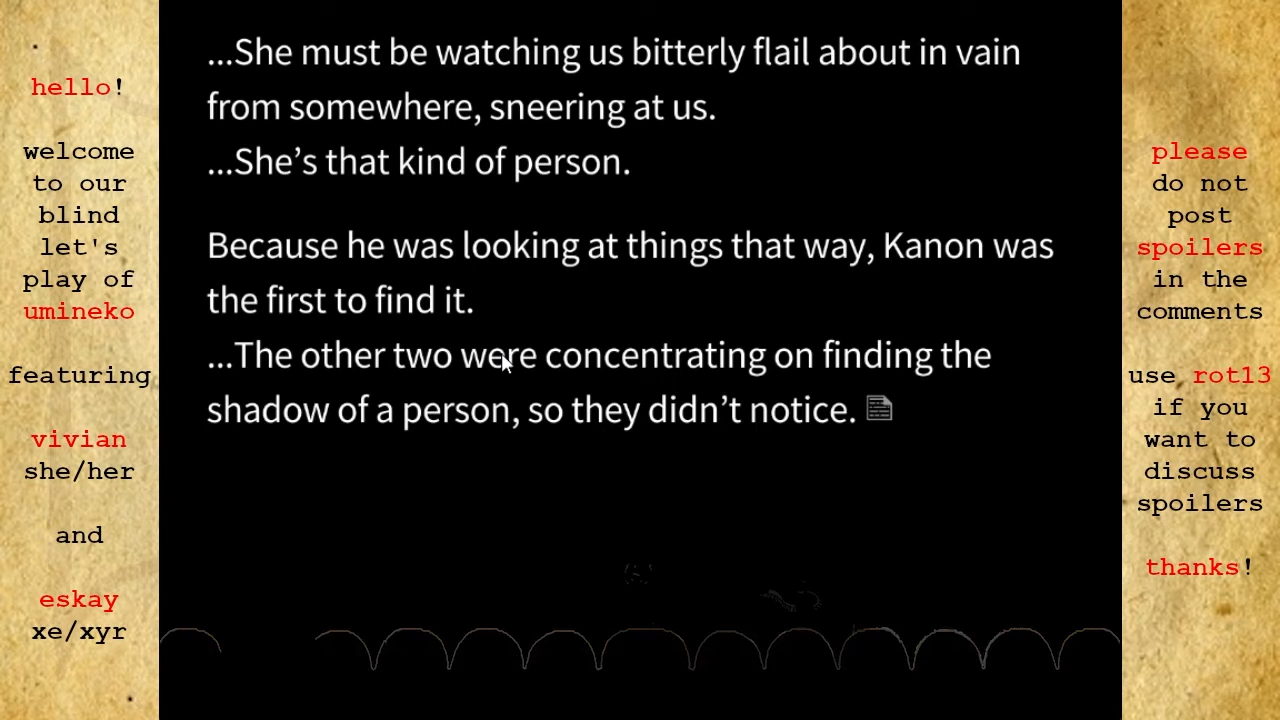 hello!
welcome
to our
blind
let's
play of
umineko
featuring
vivian
she/her
and
eskay
xe/xyr
...She must be watching us bitterly flail about in vain
from somewhere, sneering at us.
...She’s that kind of person.
Because he was looking at things that way, Kanon was
the first to find it.
...The other two were concentrating on finding the
shadow of a person, so they didn’t notice.
please
do not
post
spoilers
in the
comments
use rot13
if you
want to
discuss
spoilers
thanks!